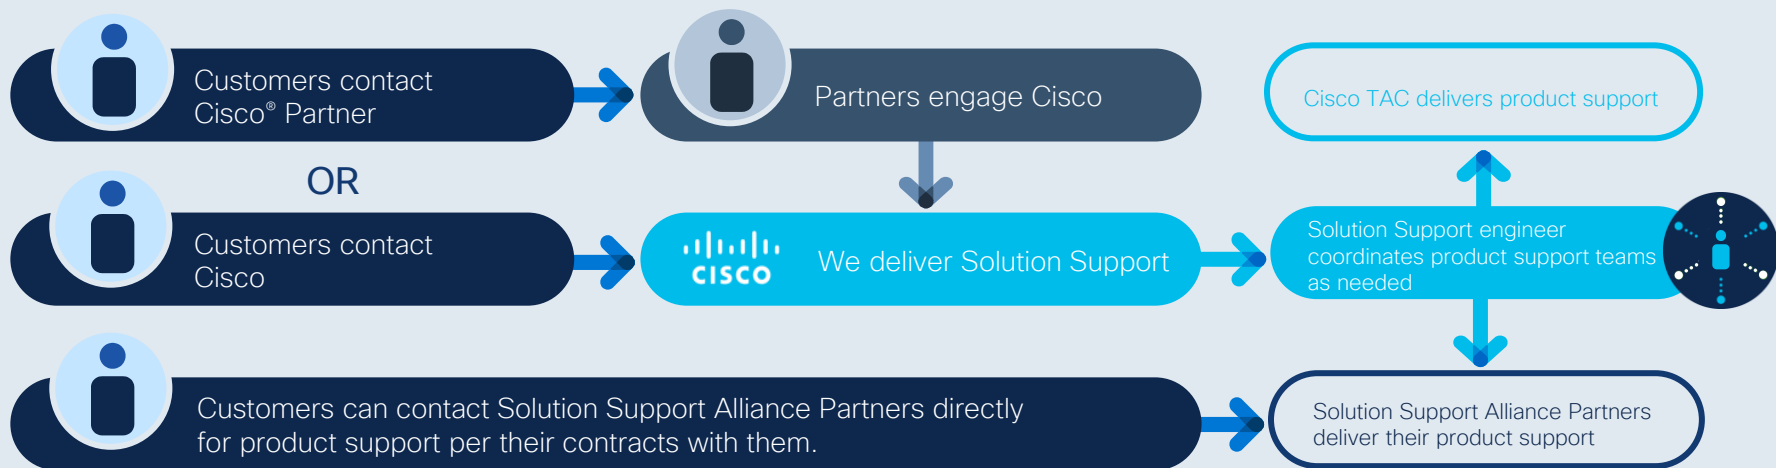 Customers contact
Cisco® Partner
Partners engage Cisco
Cisco TAC delivers product support
OR
Customers contact
Cisco
CISCO
We deliver Solution Support
Solution Support engineer
coordinates product support teams
as needed
Customers can contact Solution Support Alliance Partners directly
for product support per their contracts with them.
Solution Support Alliance Partners
deliver their product support